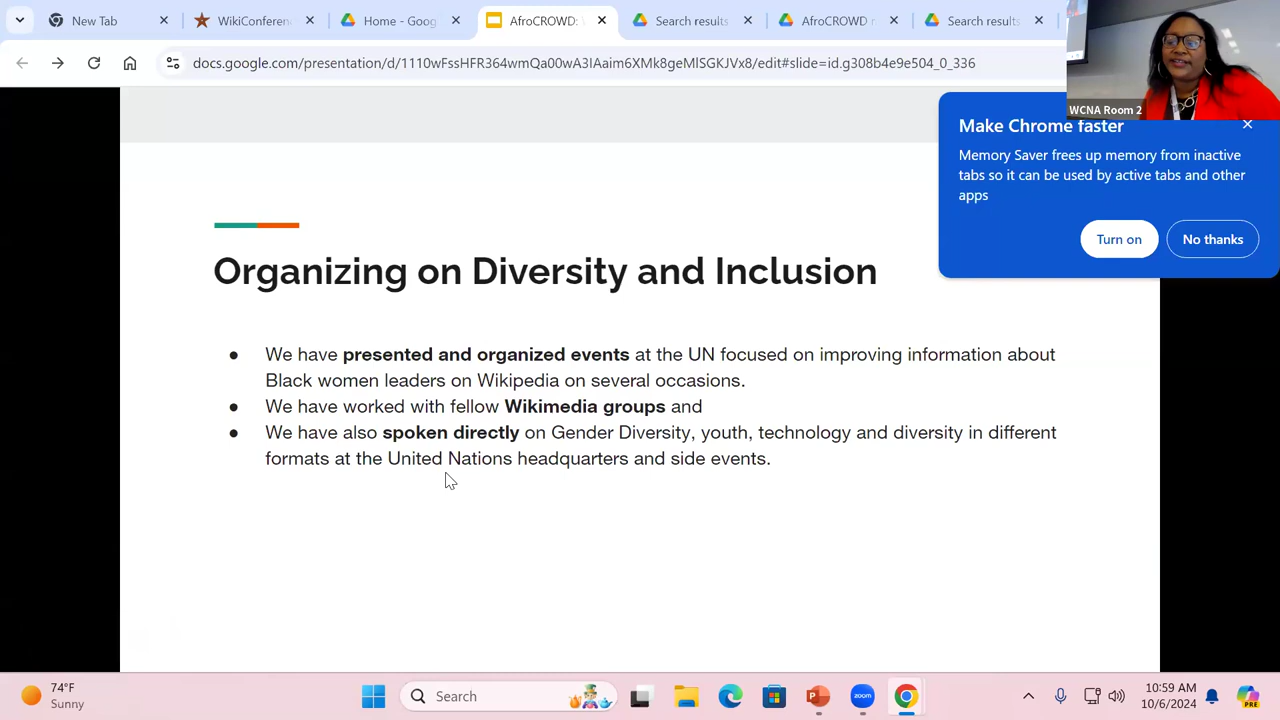 New Tab
WikiConferen
Home - Goog
AfroCROWD: 
Search results
AfroCROWD n
Search results
docs.google.com/presentation/d/1110wFssHFR364wmQa00wA3IAaim6XMk8geMlSGKJVx8/edit#slide=id.g308b4e9e504_0_336
WCNA Room 2
Make Chrome faster
Memory Saver frees up memory from inactive
tabs so it can be used by active tabs and other
apps
Turn on
No thanks
Organizing on Diversity and Inclusion
● We have presented and organized events at the UN focused on improving information about
Black women leaders on Wikipedia on several occasions.
● We have worked with fellow Wikimedia groups and
● We have also spoken directly on Gender Diversity, youth, technology and diversity in different
formats at the United Nations headquarters and side events.
74°F
Sunny
Search
zoom
PRE
10:59 AM
10/6/2024